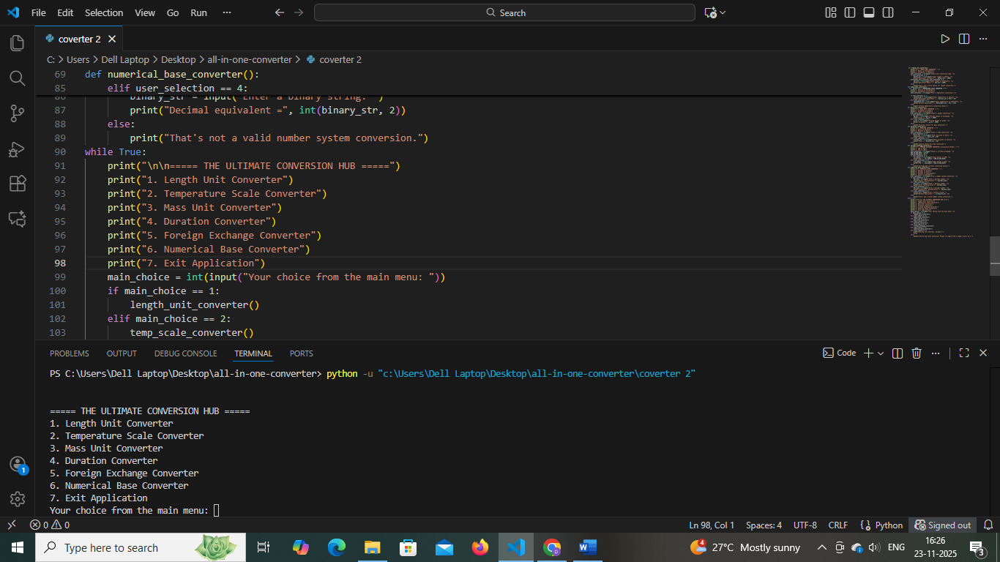 File Edit Selection View Go Run ···
Search
coverter 2
C: > Users > Dell Laptop > Desktop > all-in-one-converter > coverter 2
69 def numerical_base_converter():
85 elif user_selection == 4:
86 binary_str = input("Enter a binary string: ")
87 print("Decimal equivalent =", int(binary_str, 2))
88 else:
89 print("That's not a valid number system conversion.")
90 while True:
91 print("\n\n===== THE ULTIMATE CONVERSION HUB =====")
92 print("1. Length Unit Converter")
93 print("2. Temperature Scale Converter")
94 print("3. Mass Unit Converter")
95 print("4. Duration Converter")
96 print("5. Foreign Exchange Converter")
97 print("6. Numerical Base Converter")
98 print("7. Exit Application")
99 main_choice = int(input("Your choice from the main menu: "))
100 if main_choice == 1:
101 length_unit_converter()
102 elif main_choice == 2:
103 temp_scale_converter()
PROBLEMS OUTPUT DEBUG CONSOLE TERMINAL PORTS Code
PS C:\Users\Dell Laptop\Desktop\all-in-one-converter> python -u "c:\Users\Dell Laptop\Desktop\all-in-one-converter\coverter 2"
===== THE ULTIMATE CONVERSION HUB =====
1. Length Unit Converter
2. Temperature Scale Converter
3. Mass Unit Converter
4. Duration Converter
5. Foreign Exchange Converter
6. Numerical Base Converter
7. Exit Application
Your choice from the main menu:
1
0 0 Ln 98, Col 1 Spaces: 4 UTF-8 CRLF { } Python Signed out
Type here to search
4 27°C Mostly sunny ENG 16:26
23-11-2025 3